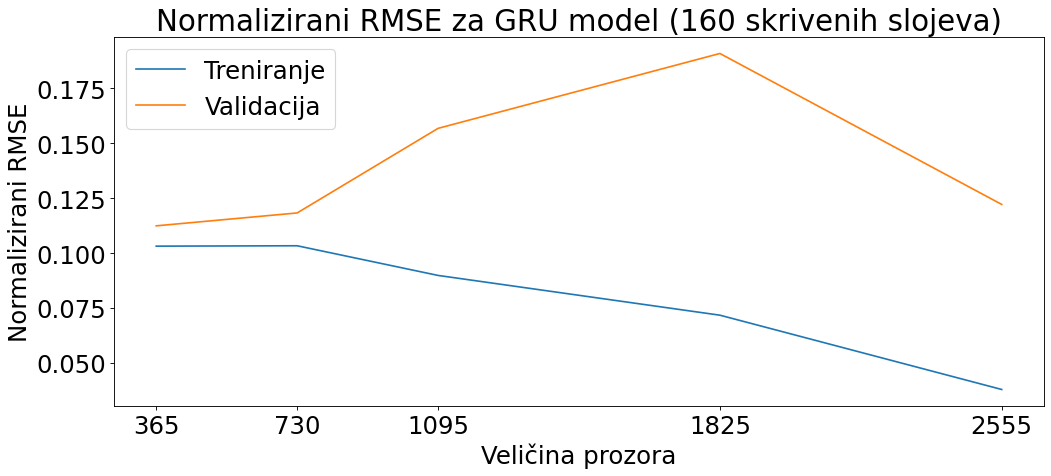 Normalizirani RMSE za GRU model (160 skrivenih slojeva)
Treniranje
Validacija
Normalizirani RMSE
0.175
0.150
0.125
0.100
0.075
0.050
365 730 1095 1825 2555
Veličina prozora